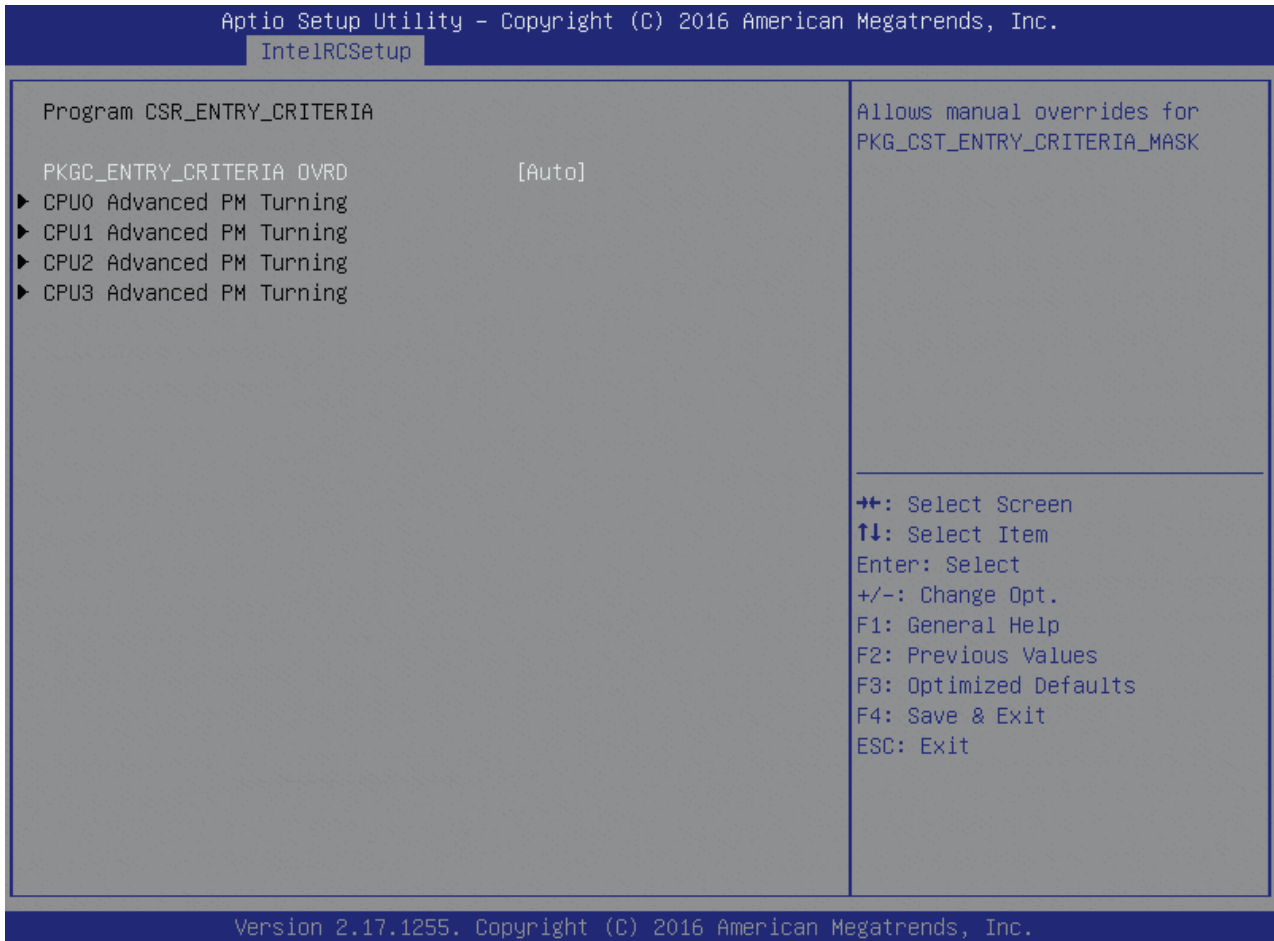 Aptio Setup Utility – Copyright (C) 2016 American Megatrends, Inc.
IntelRCSetup
Program CSR_ENTRY_CRITERIA
PKGC_ENTRY_CRITERIA OVRD [Auto]
▶ CPU0 Advanced PM Turning
▶ CPU1 Advanced PM Turning
▶ CPU2 Advanced PM Turning
▶ CPU3 Advanced PM Turning
Allows manual overrides for
PKG_CST_ENTRY_CRITERIA_MASK
→←: Select Screen
↑↓: Select Item
Enter: Select
+/-: Change Opt.
F1: General Help
F2: Previous Values
F3: Optimized Defaults
F4: Save & Exit
ESC: Exit
Version 2.17.1255. Copyright (C) 2016 American Megatrends, Inc.